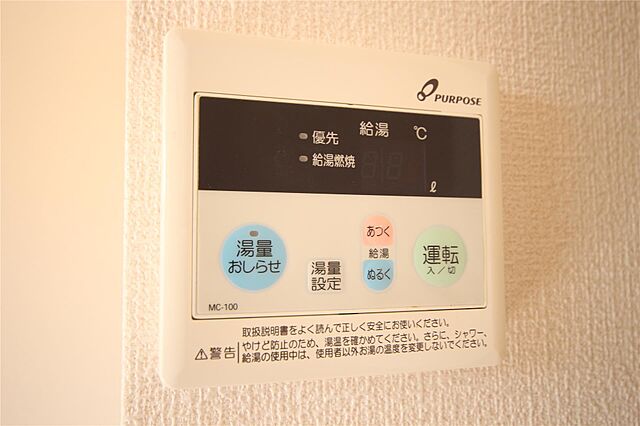 PURPOSE
給湯 ℃
優先
給湯燃焼
ℓ
湯量
おしらせ
湯量
設定
あつく
給湯
ぬるく
運転
入/切
MC-100
取扱説明書をよく読んで正しく安全にお使いください。
⚠警告
やけど防止のため、湯温を確かめてください。さらに、シャワー、
給湯の使用中は、使用者以外お湯の温度を変更しないでください。